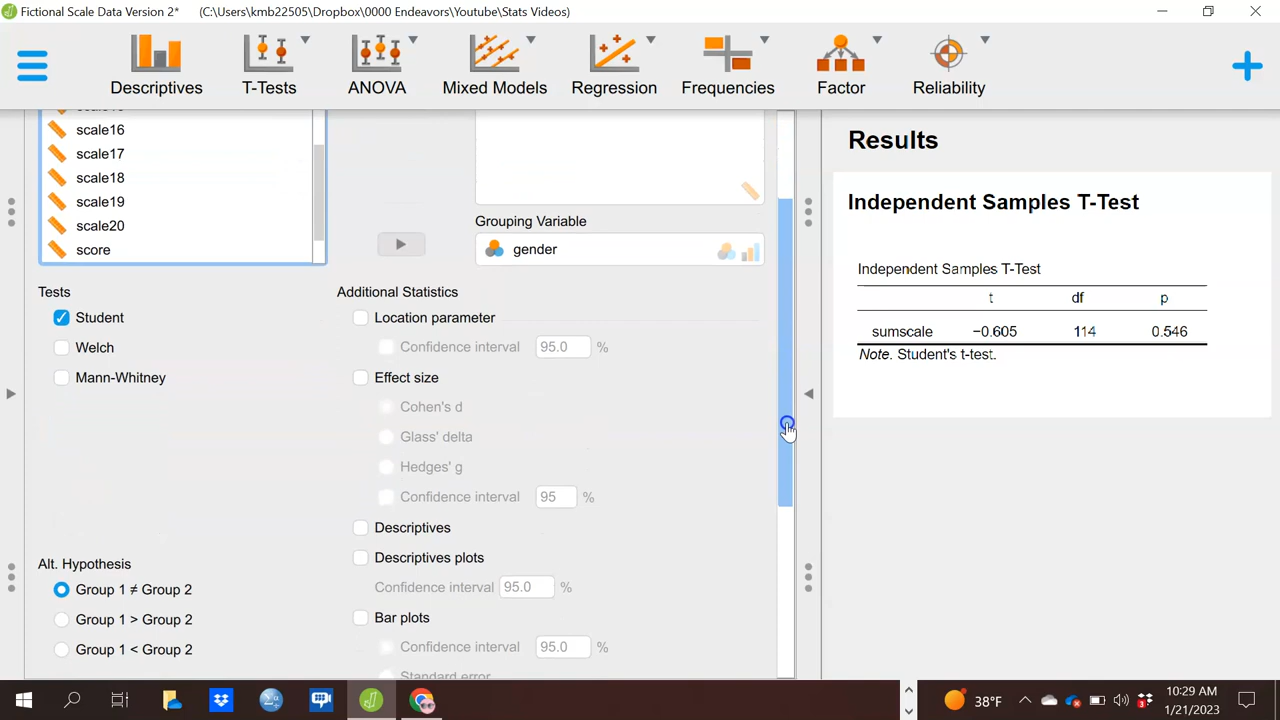 Fictional Scale Data Version 2* (C:\Users\kmb22505\Dropbox\0000 Endeavors\Youtube\Stats Videos)
Descriptives T-Tests ANOVA Mixed Models Regression Frequencies Factor Reliability
scale16
scale17
scale18
scale19
scale20
score
Grouping Variable
gender
Tests
Student
Welch
Mann-Whitney
Alt. Hypothesis
Group 1 ≠ Group 2
Group 1 > Group 2
Group 1 < Group 2
Additional Statistics
Location parameter
Confidence interval 95.0 %
Effect size
Cohen's d
Glass' delta
Hedges' g
Confidence interval 95 %
Descriptives
Descriptives plots
Confidence interval 95.0 %
Bar plots
Confidence interval 95.0 %
Standard error
Results
Independent Samples T-Test
Independent Samples T-Test
t df p
sumscale −0.605 114 0.546
Note. Student's t-test.
38°F
3
10:29 AM
1/21/2023